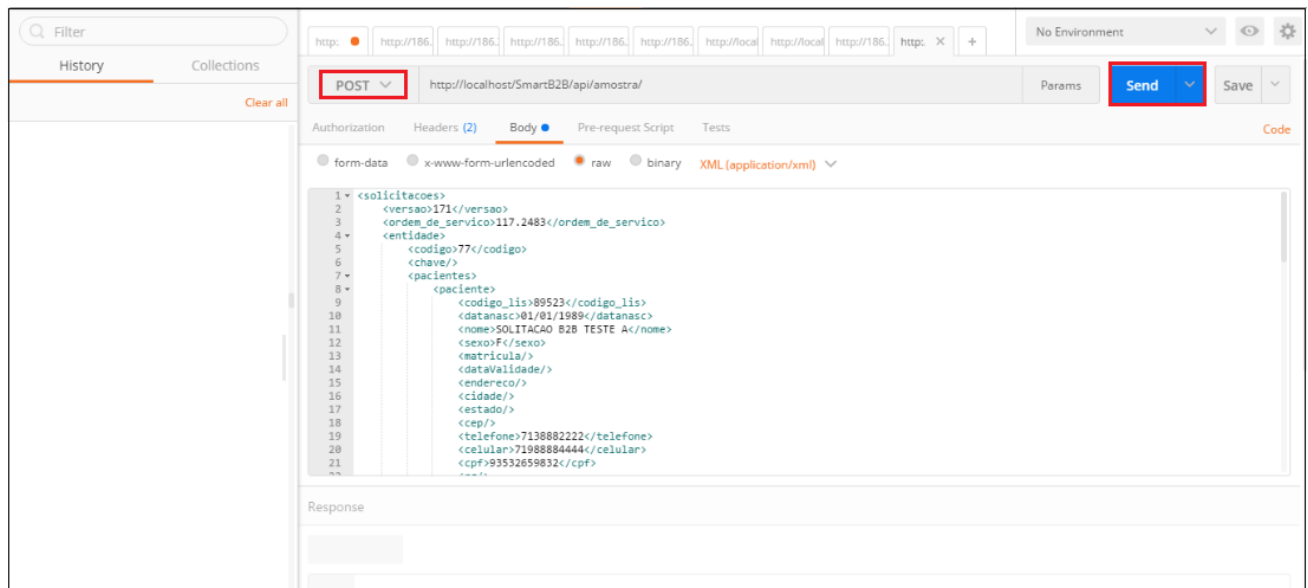 Filter
History Collections
Clear all
http: http://186. http://186. http://186. http://186. http://186. http://local http://local http://186. http: × +
No Environment
POST http://localhost/SmartB2B/api/amostra/ Params Send Save
Authorization Headers (2) Body Pre-request Script Tests Code
form-data x-www-form-urlencoded raw binary XML (application/xml)
1 <solicitacoes>
2 <versao>171</versao>
3 <ordem_de_servico>117.2483</ordem_de_servico>
4 <entidade>
5 <codigo>77</codigo>
6 <chave/>
7 <pacientes>
8 <paciente>
9 <codigo_lis>89523</codigo_lis>
10 <datanasc>01/01/1989</datanasc>
11 <nome>SOLITACAO B2B TESTE A</nome>
12 <sexo>F</sexo>
13 <matricula/>
14 <dataValidade/>
15 <endereco/>
16 <cidade/>
17 <estado/>
18 <cep/>
19 <telefone>7138882222</telefone>
20 <celular>71988884444</celular>
21 <cpf>93532659832</cpf>
Response